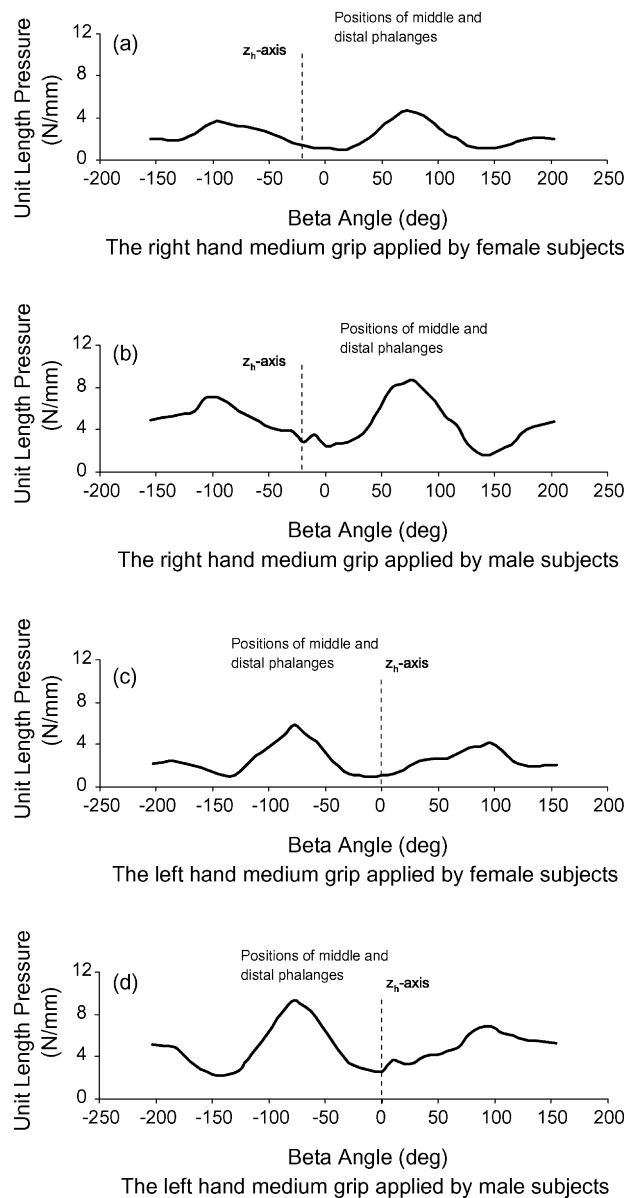 Positions of middle and
distal phalanges
(a)
zh-axis
Unit Length Pressure
(N/mm)
12
8
4
0
-200 -150 -100 -50 0 50 100 150 200 250
Beta Angle (deg)
The right hand medium grip applied by female subjects
Positions of middle and
distal phalanges
(b)
zh-axis
Unit Length Pressure
(N/mm)
12
8
4
0
-200 -150 -100 -50 0 50 100 150 200 250
Beta Angle (deg)
The right hand medium grip applied by male subjects
Positions of middle and
distal phalanges
(c)
zh-axis
Unit Length Pressure
(N/mm)
12
8
4
0
-250 -200 -150 -100 -50 0 50 100 150 200
Beta Angle (deg)
The left hand medium grip applied by female subjects
Positions of middle and
distal phalanges
(d)
zh-axis
Unit Length Pressure
(N/mm)
12
8
4
0
-250 -200 -150 -100 -50 0 50 100 150 200
Beta Angle (deg)
The left hand medium grip applied by male subjects